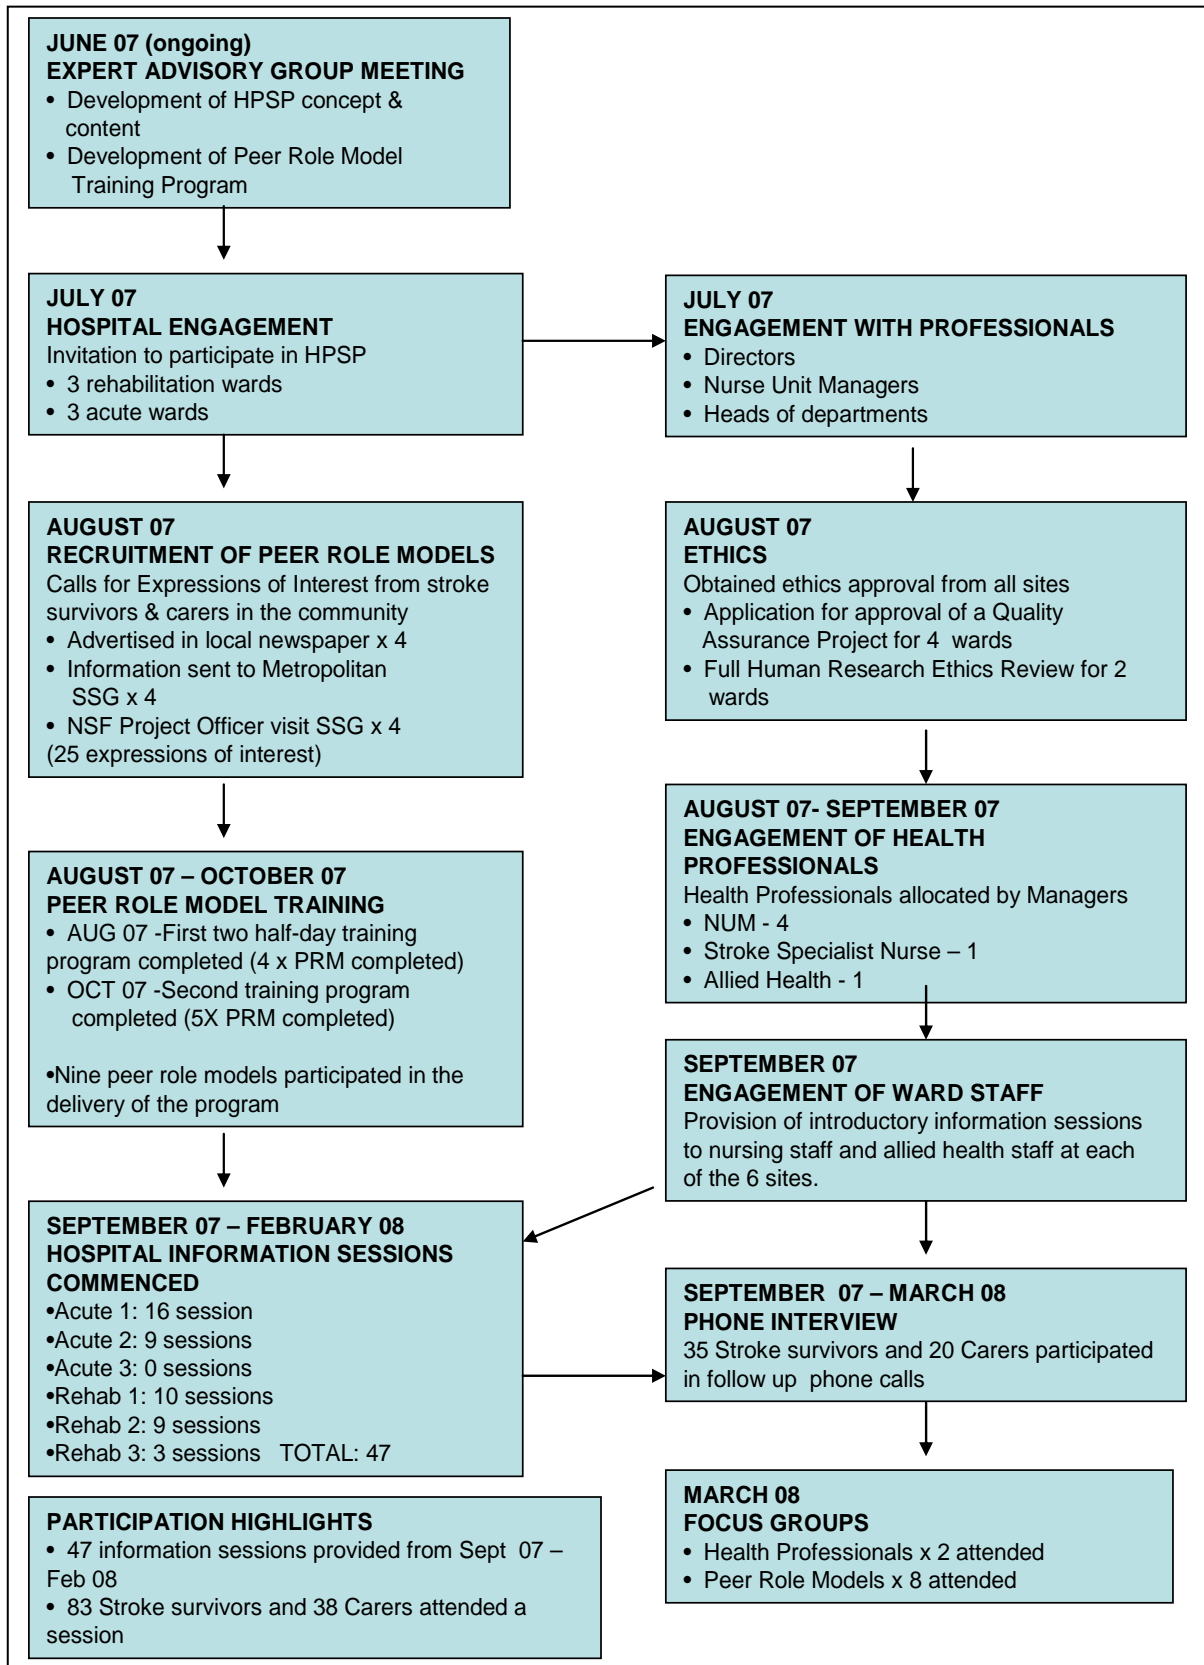 JUNE 07 (ongoing)
EXPERT ADVISORY GROUP MEETING
• Development of HPSP concept &
content
• Development of Peer Role Model
Training Program
JULY 07
HOSPITAL ENGAGEMENT
Invitation to participate in HPSP
• 3 rehabilitation wards
• 3 acute wards
JULY 07
ENGAGEMENT WITH PROFESSIONALS
• Directors
• Nurse Unit Managers
• Heads of departments
AUGUST 07
RECRUITMENT OF PEER ROLE MODELS
Calls for Expressions of Interest from stroke
survivors & carers in the community
• Advertised in local newspaper x 4
• Information sent to Metropolitan
SSG x 4
• NSF Project Officer visit SSG x 4
(25 expressions of interest)
AUGUST 07
ETHICS
Obtained ethics approval from all sites
• Application for approval of a Quality
Assurance Project for 4 wards
• Full Human Research Ethics Review for 2
wards
AUGUST 07 – OCTOBER 07
PEER ROLE MODEL TRAINING
• AUG 07 -First two half-day training
program completed (4 x PRM completed)
• OCT 07 -Second training program
completed (5X PRM completed)
•Nine peer role models participated in the
delivery of the program
AUGUST 07- SEPTEMBER 07
ENGAGEMENT OF HEALTH
PROFESSIONALS
Health Professionals allocated by Managers
• NUM - 4
• Stroke Specialist Nurse – 1
• Allied Health - 1
SEPTEMBER 07
ENGAGEMENT OF WARD STAFF
Provision of introductory information sessions
to nursing staff and allied health staff at each
of the 6 sites.
SEPTEMBER 07 – FEBRUARY 08
HOSPITAL INFORMATION SESSIONS
COMMENCED
•Acute 1: 16 session
•Acute 2: 9 sessions
•Acute 3: 0 sessions
•Rehab 1: 10 sessions
•Rehab 2: 9 sessions
•Rehab 3: 3 sessions TOTAL: 47
SEPTEMBER 07 – MARCH 08
PHONE INTERVIEW
35 Stroke survivors and 20 Carers participated
in follow up phone calls
PARTICIPATION HIGHLIGHTS
• 47 information sessions provided from Sept 07 –
Feb 08
• 83 Stroke survivors and 38 Carers attended a
session
MARCH 08
FOCUS GROUPS
• Health Professionals x 2 attended
• Peer Role Models x 8 attended